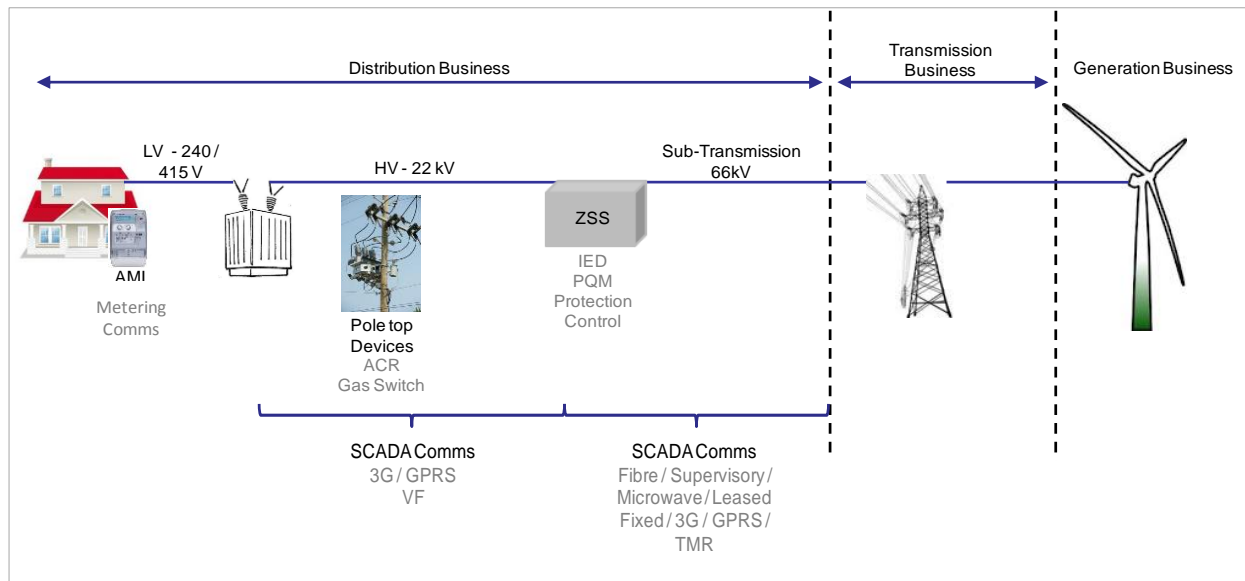 Distribution Business
Transmission
Business
Generation Business
LV - 240 /
415 V
HV - 22 kV
Sub-Transmission
66kV
ZSS
AMI
Metering
Comms
Pole top
Devices
ACR
Gas Switch
IED
PQM
Protection
Control
SCADA Comms
3G / GPRS
VF
SCADA Comms
Fibre / Supervisory /
Microwave / Leased
Fixed / 3G / GPRS /
TMR